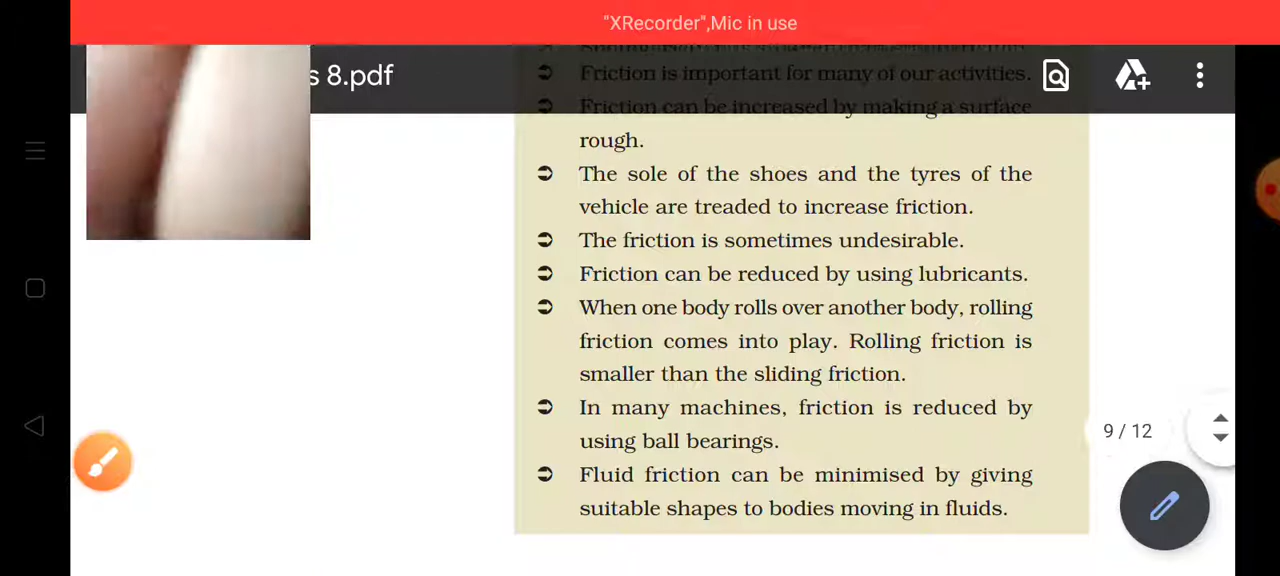 "XRecorder",Mic in use
s 8.pdf
➲ Friction is important for many of our activities.
➲ Friction can be increased by making a surface
rough.
➲ The sole of the shoes and the tyres of the
vehicle are treaded to increase friction.
➲ The friction is sometimes undesirable.
➲ Friction can be reduced by using lubricants.
➲ When one body rolls over another body, rolling
friction comes into play. Rolling friction is
smaller than the sliding friction.
➲ In many machines, friction is reduced by
using ball bearings.
➲ Fluid friction can be minimised by giving
suitable shapes to bodies moving in fluids.
9 / 12